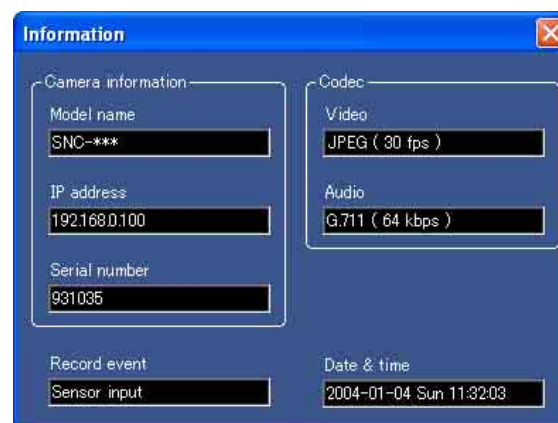 Information
Camera information
Model name
SNC-***
IP address
192.168.0.100
Serial number
931035
Codec
Video
JPEG ( 30 fps )
Audio
G.711 ( 64 kbps )
Record event
Sensor input
Date & time
2004-01-04 Sun 11:32:03